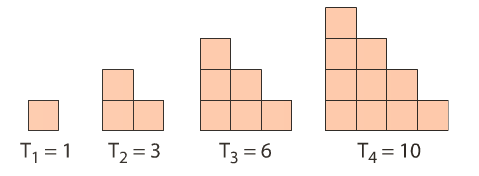 T₁ = 1
T₂ = 3
T₃ = 6
T₄ = 10